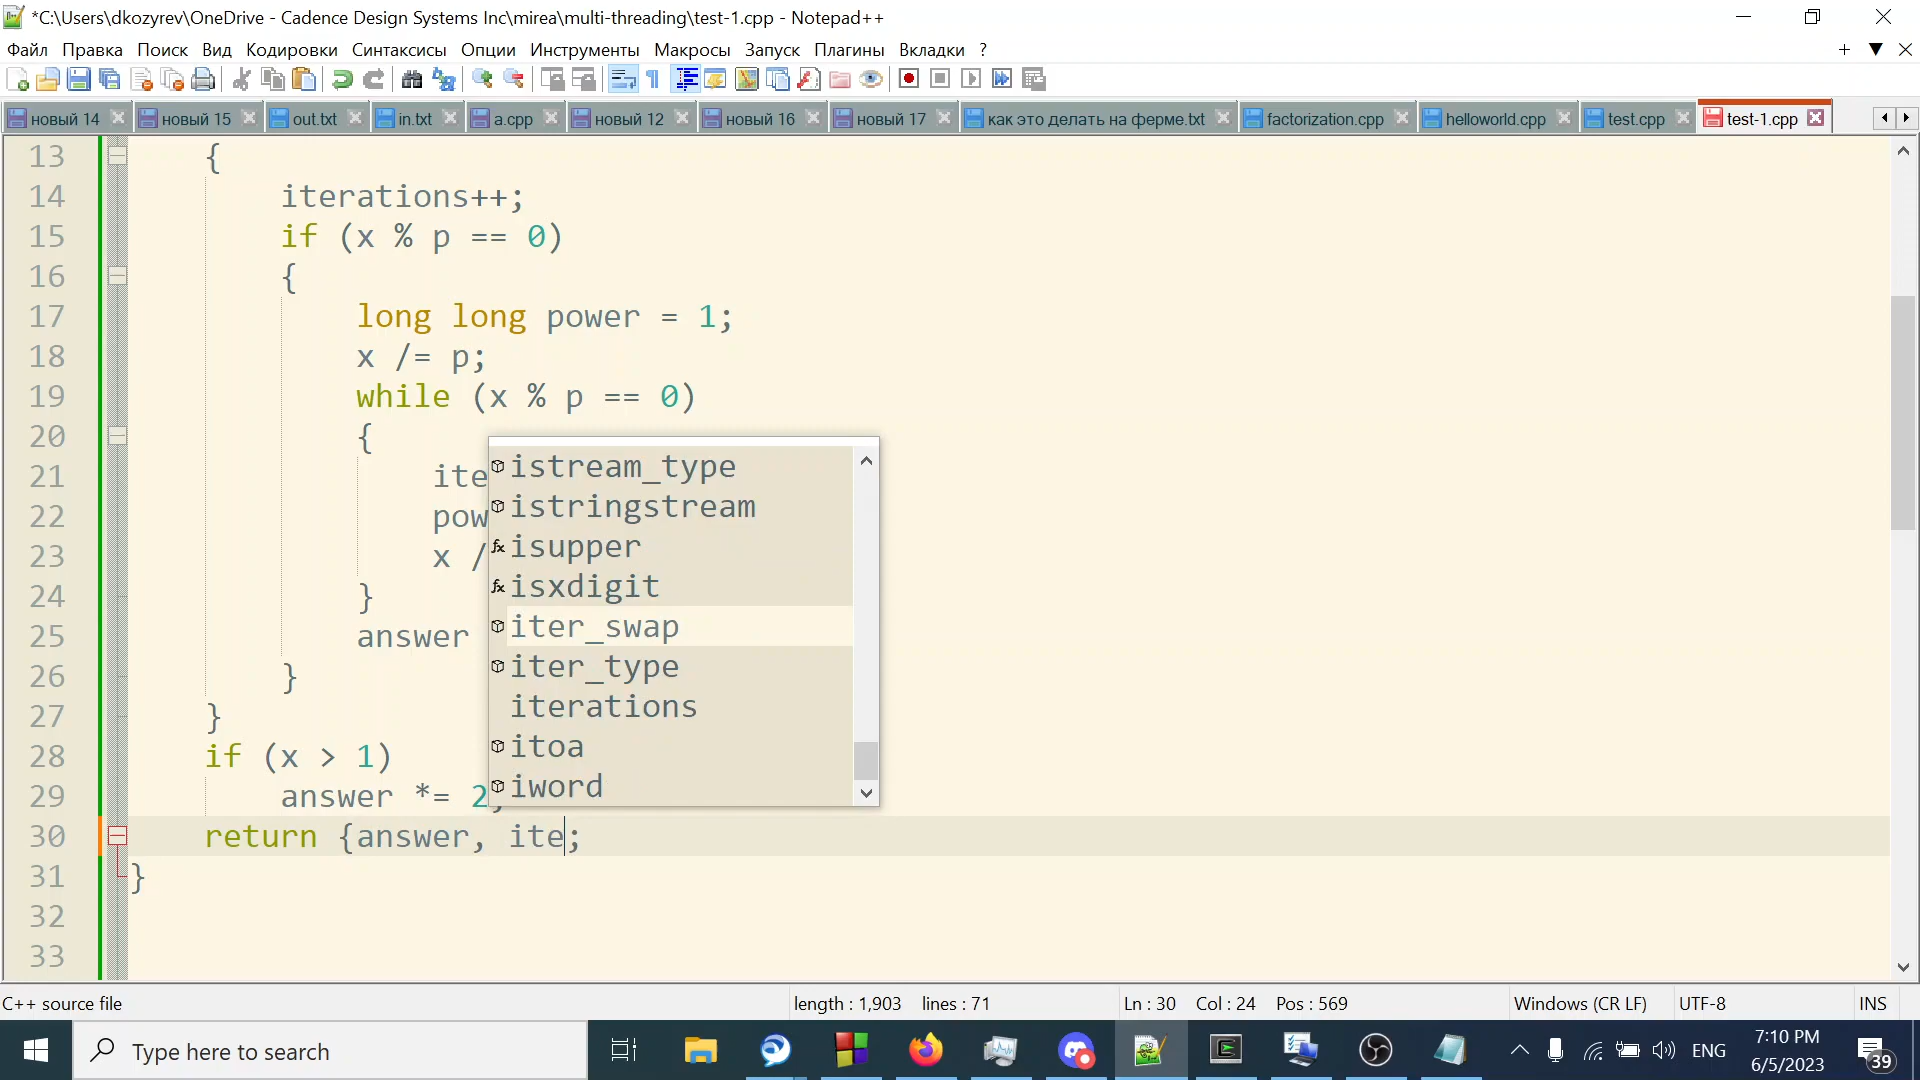 *C:\Users\dkozyrev\OneDrive - Cadence Design Systems Inc\mirea\multi-threading\test-1.cpp - Notepad++
Файл Правка Поиск Вид Кодировки Синтаксисы Опции Инструменты Макросы Запуск Плагины Вкладки ?
новый 14 новый 15 out.txt in.txt a.cpp новый 12 новый 16 новый 17 как это делать на ферме.txt factorization.cpp helloworld.cpp test.cpp test-1.cpp
13 {
14 iterations++;
15 if (x % p == 0)
16 {
17 long long power = 1;
18 x /= p;
19 while (x % p == 0)
20 {
21 ite
22 pow
23 x /
24 }
25 answer
26 }
27 }
28 if (x > 1)
29 answer *= 2;
30 return {answer, ite;
31 }
32
33
istream_type
istringstream
isupper
isxdigit
iter_swap
iter_type
iterations
itoa
iword
C++ source file length : 1,903 lines : 71 Ln : 30 Col : 24 Pos : 569 Windows (CR LF) UTF-8 INS
Type here to search
ENG
7:10 PM
6/5/2023
39